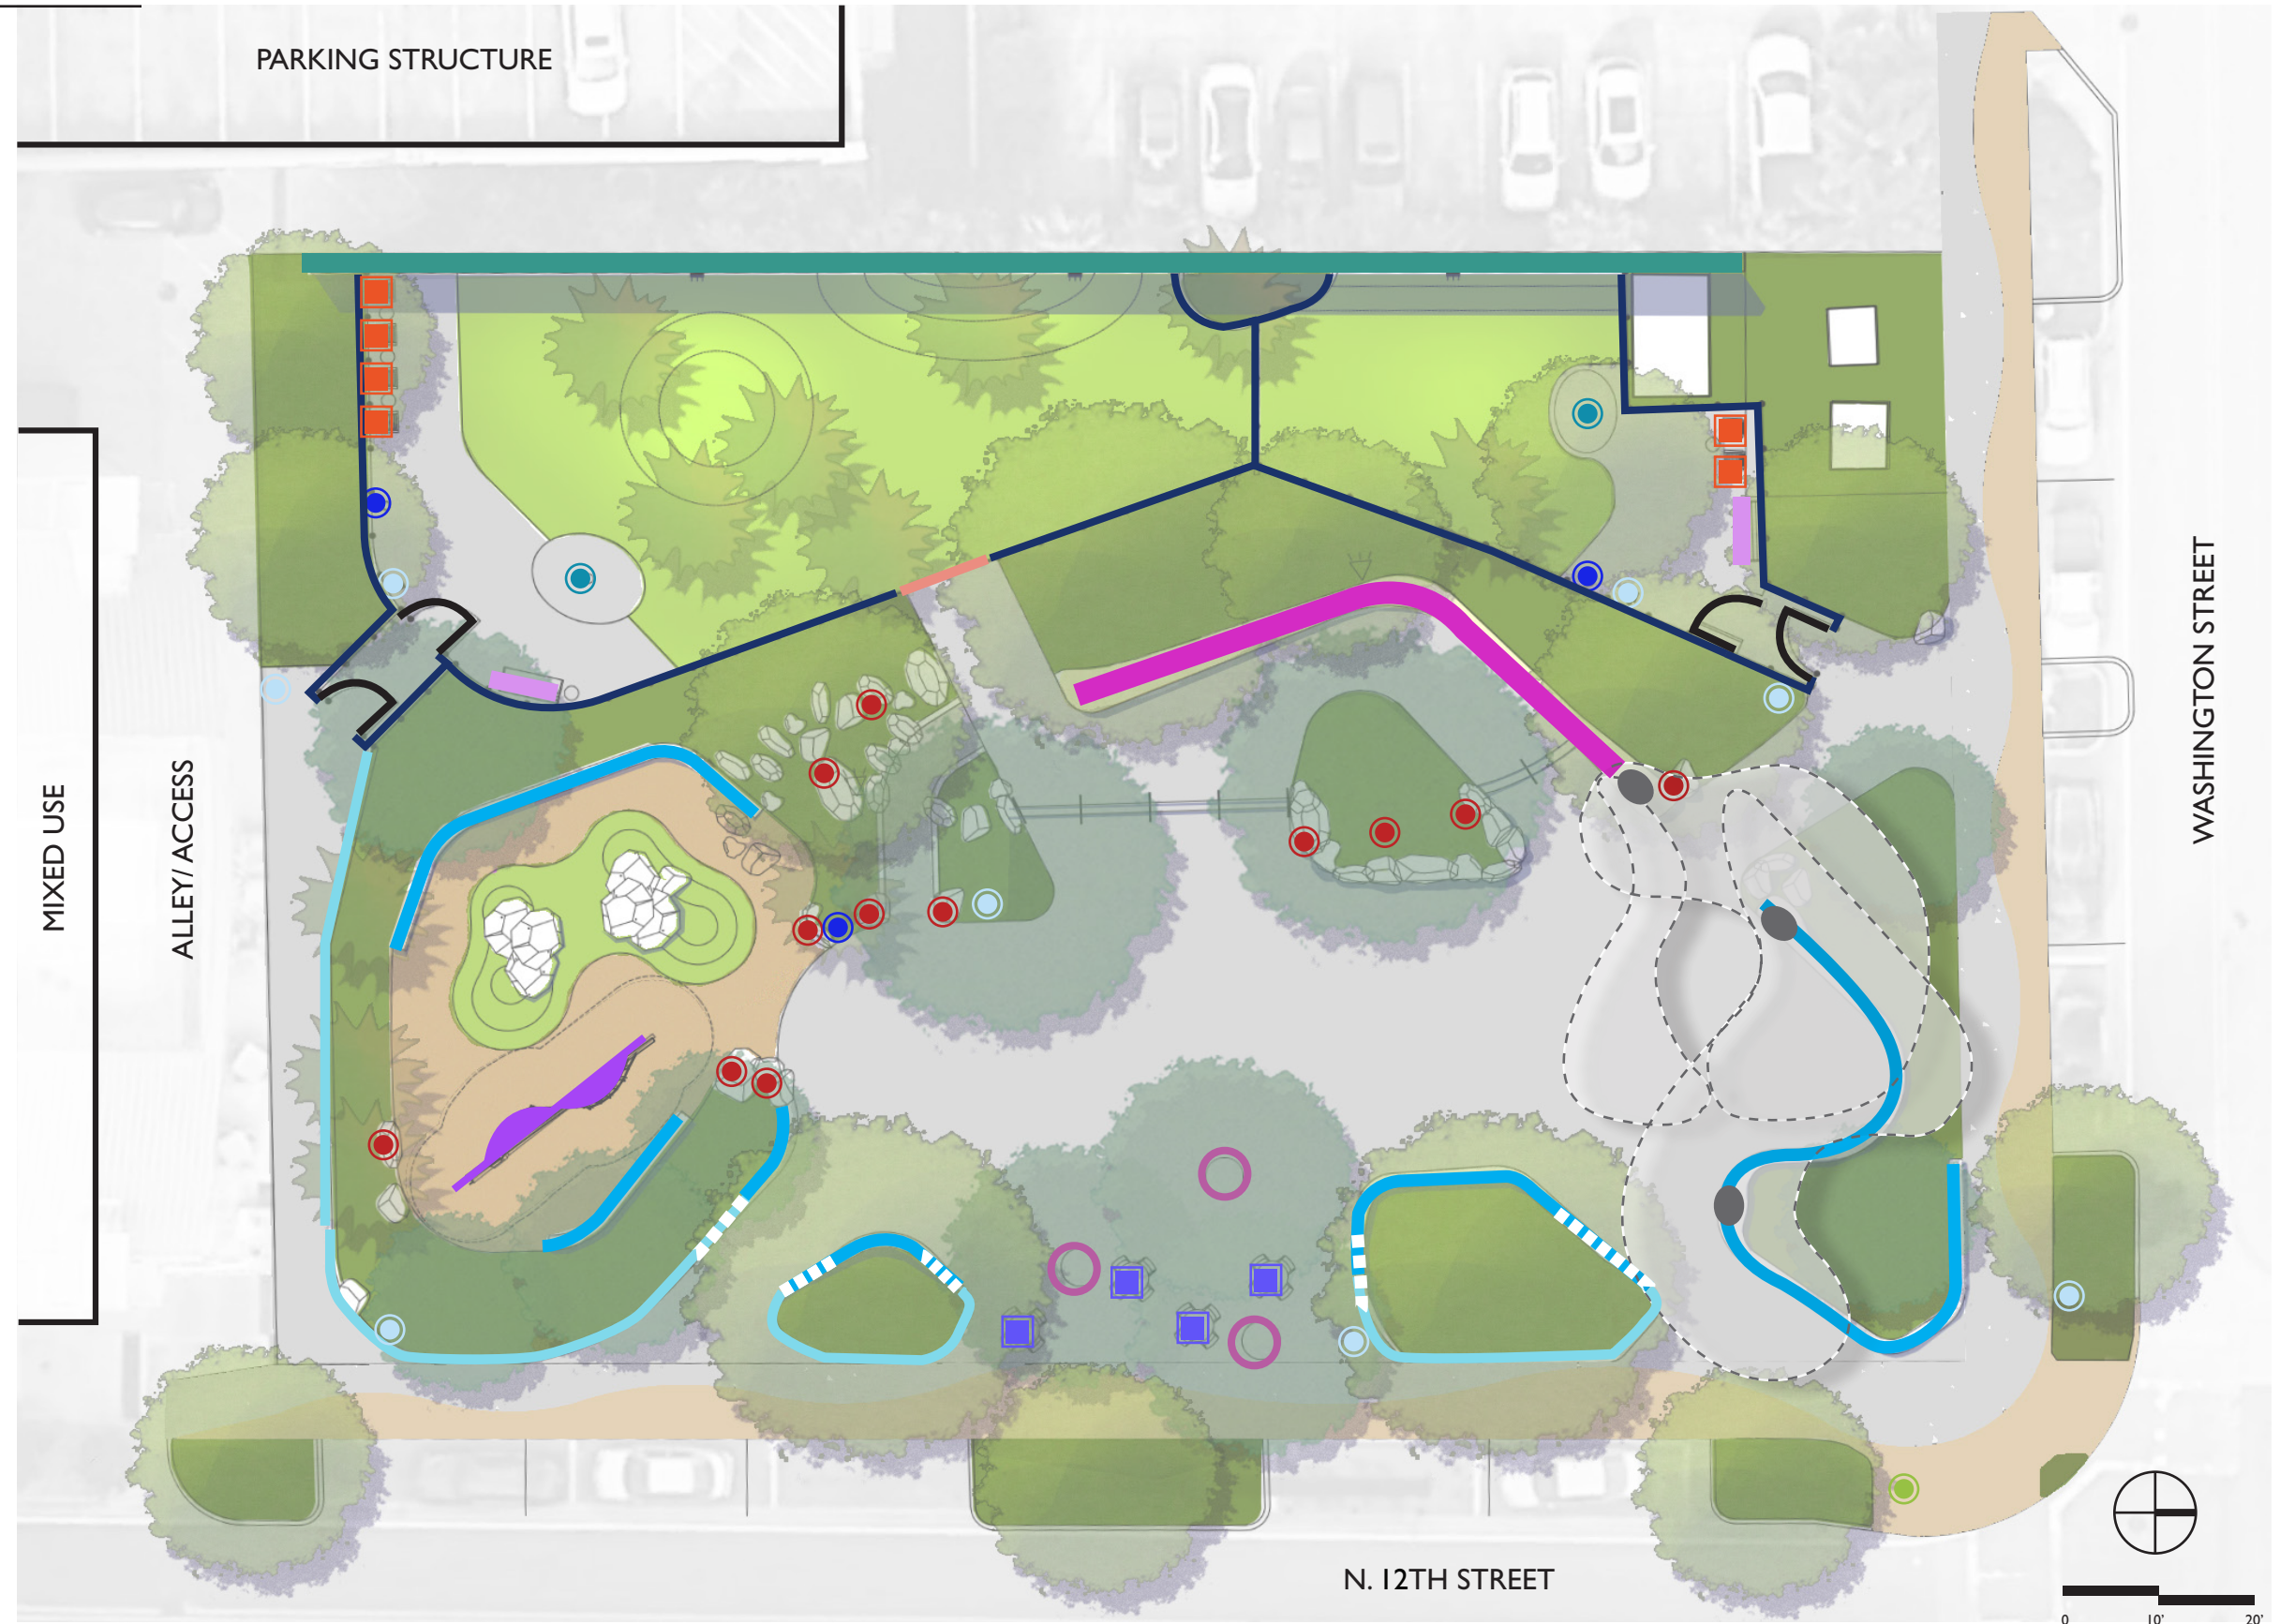 PARKING STRUCTURE
MIXED USE
ALLEY/ ACCESS
WASHINGTON STREET
N. 12TH STREET
0 10' 20'